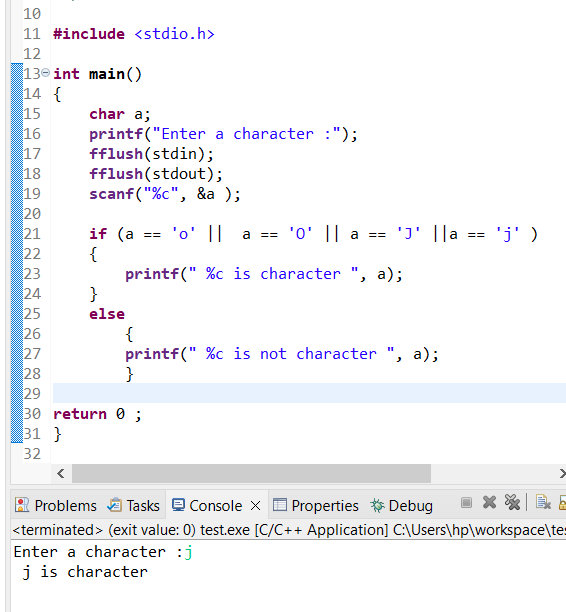 10
11 #include <stdio.h>
12
13 int main()
14 {
15     char a;
16     printf("Enter a character :");
17     fflush(stdin);
18     fflush(stdout);
19     scanf("%c", &a );
20
21     if (a == 'o' ||  a == 'O' || a == 'J' ||a == 'j' )
22     {
23         printf(" %c is character ", a);
24     }
25     else
26         {
27         printf(" %c is not character ", a);
28         }
29
30 return 0 ;
31 }
32
Problems Tasks Console Properties Debug
<terminated> (exit value: 0) test.exe [C/C++ Application] C:\Users\hp\workspace\te
Enter a character :j
 j is character